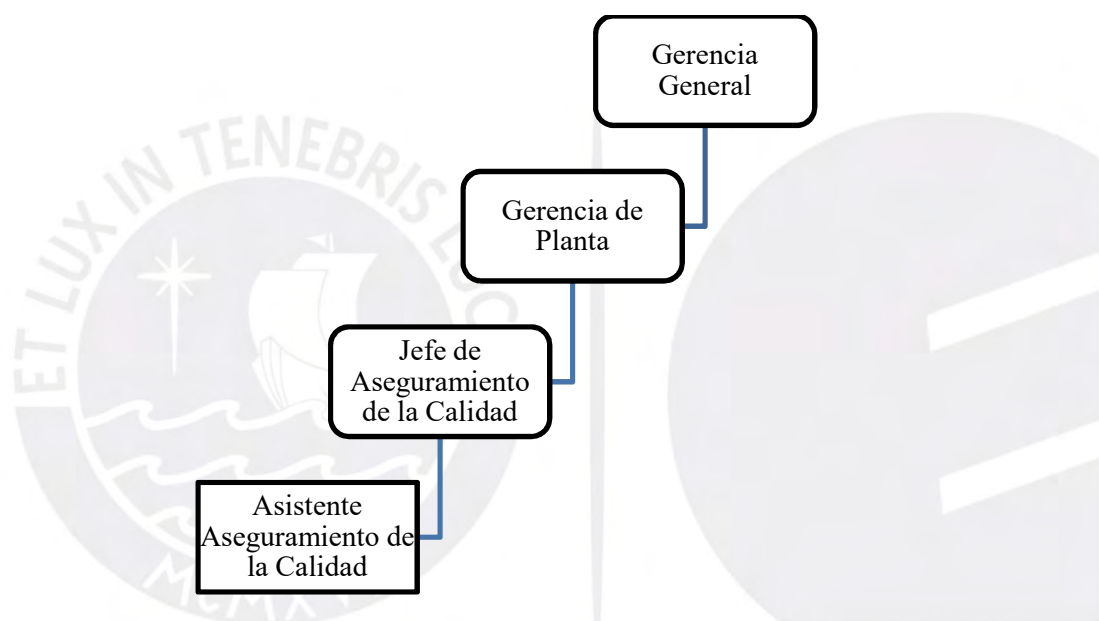 Gerencia
General
Gerencia de
Planta
Jefe de
Aseguramiento
de la Calidad
Asistente
Aseguramiento de
la Calidad
ET LUX IN TENEBRIS